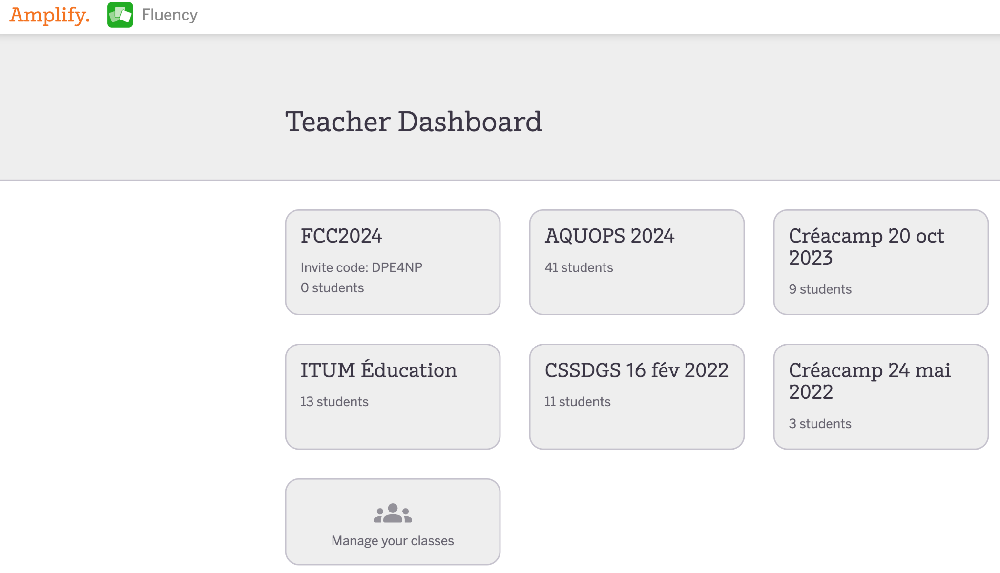 Amplify. Fluency
Teacher Dashboard
FCC2024
Invite code: DPE4NP
0 students
AQUOPS 2024
41 students
Créacamp 20 oct
2023
9 students
ITUM Éducation
13 students
CSSDGS 16 fév 2022
11 students
Créacamp 24 mai
2022
3 students
Manage your classes